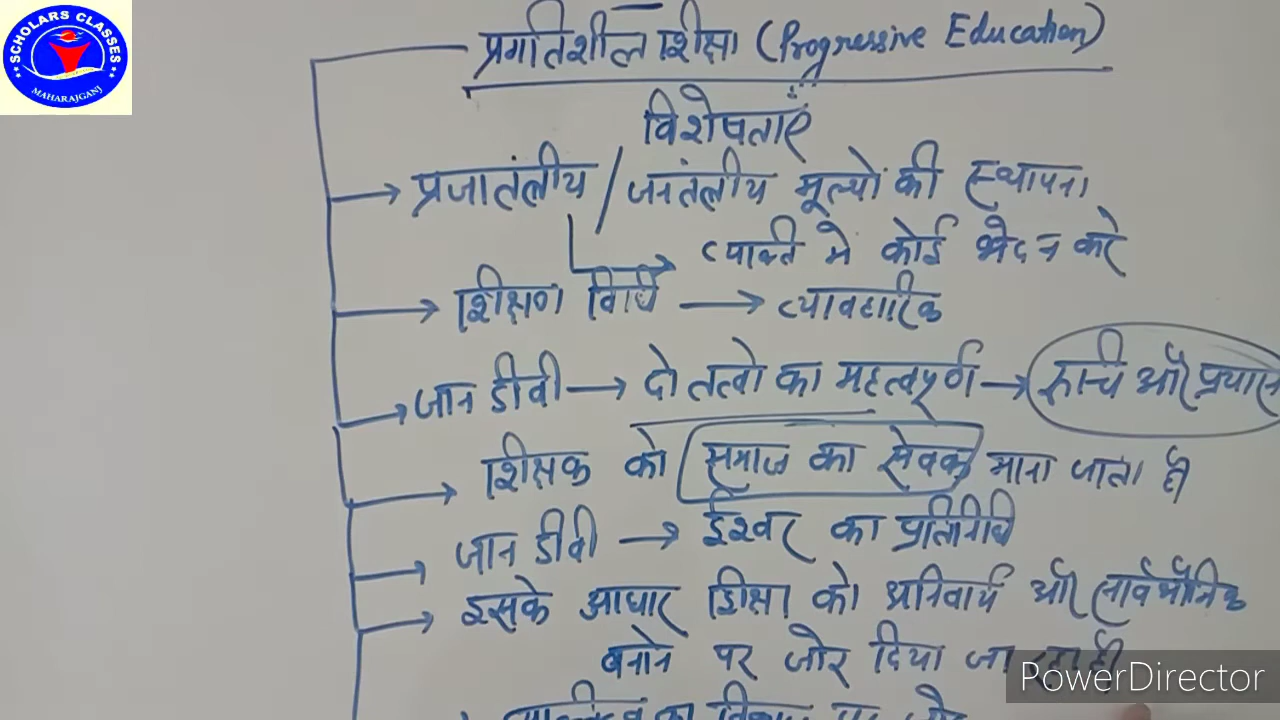 SCHOLARS CLASSES
MAHARAJGANJ
प्रगतिशील शिक्षा (Progressive Education)
विशेषताएँ
प्रजातंत्रीय / जनतंत्रीय मूल्यों की स्थापना
व्यक्ति में कोई भेद न करे
शिक्षण विधि → व्यावहारिक
जान डीवी → दो तत्वो का महत्वपूर्ण → रुचि और प्रयास
शिक्षक को समाज का सेवक माना जाता है
जान डीवी → ईश्वर का प्रतिनिधि
इसके आधार शिक्षा को अनिवार्य और सार्वभौमिक
बनाने पर जोर दिया जा रहा है
PowerDirector